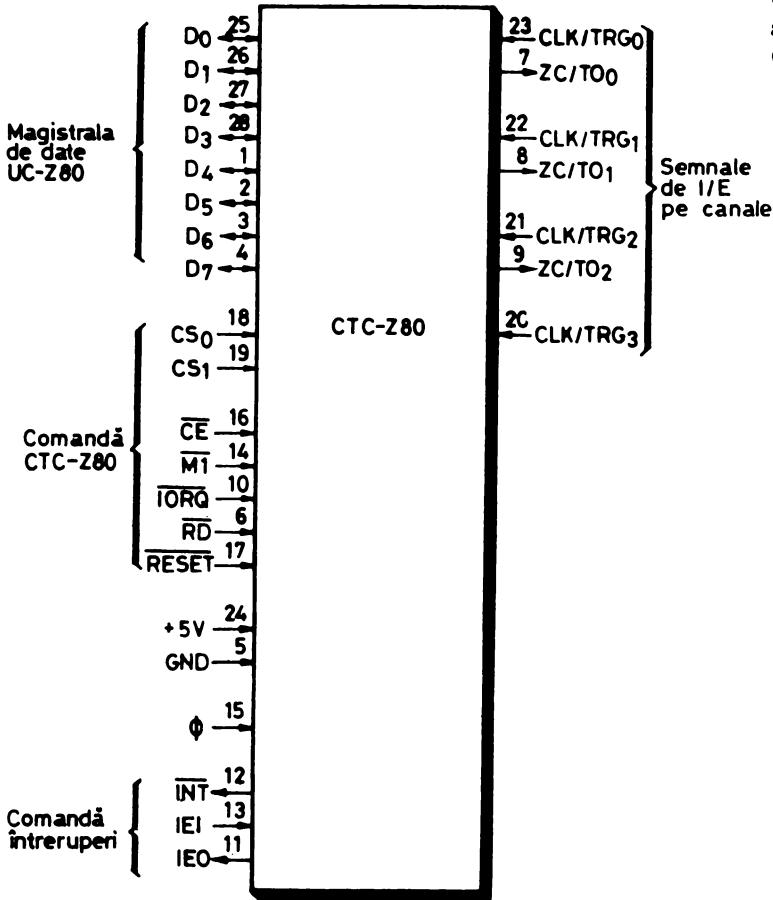 D0 25
D1 26
D2 27
D3 28
D4 1
D5 2
D6 3
D7 4
Magistrala
de date
UC-Z80
CS0 18
CS1 19
CE 16
M1 14
IORQ 10
RD 6
RESET 17
Comandă
CTC-Z80
+5V 24
GND 5
ϕ 15
INT 12
IEI 13
IEO 11
Comandă
întreruperi
CTC-Z80
23 CLK/TRG0
7 ZC/TO0
22 CLK/TRG1
8 ZC/TO1
21 CLK/TRG2
9 ZC/TO2
20 CLK/TRG3
Semnale
de I/E
pe canale